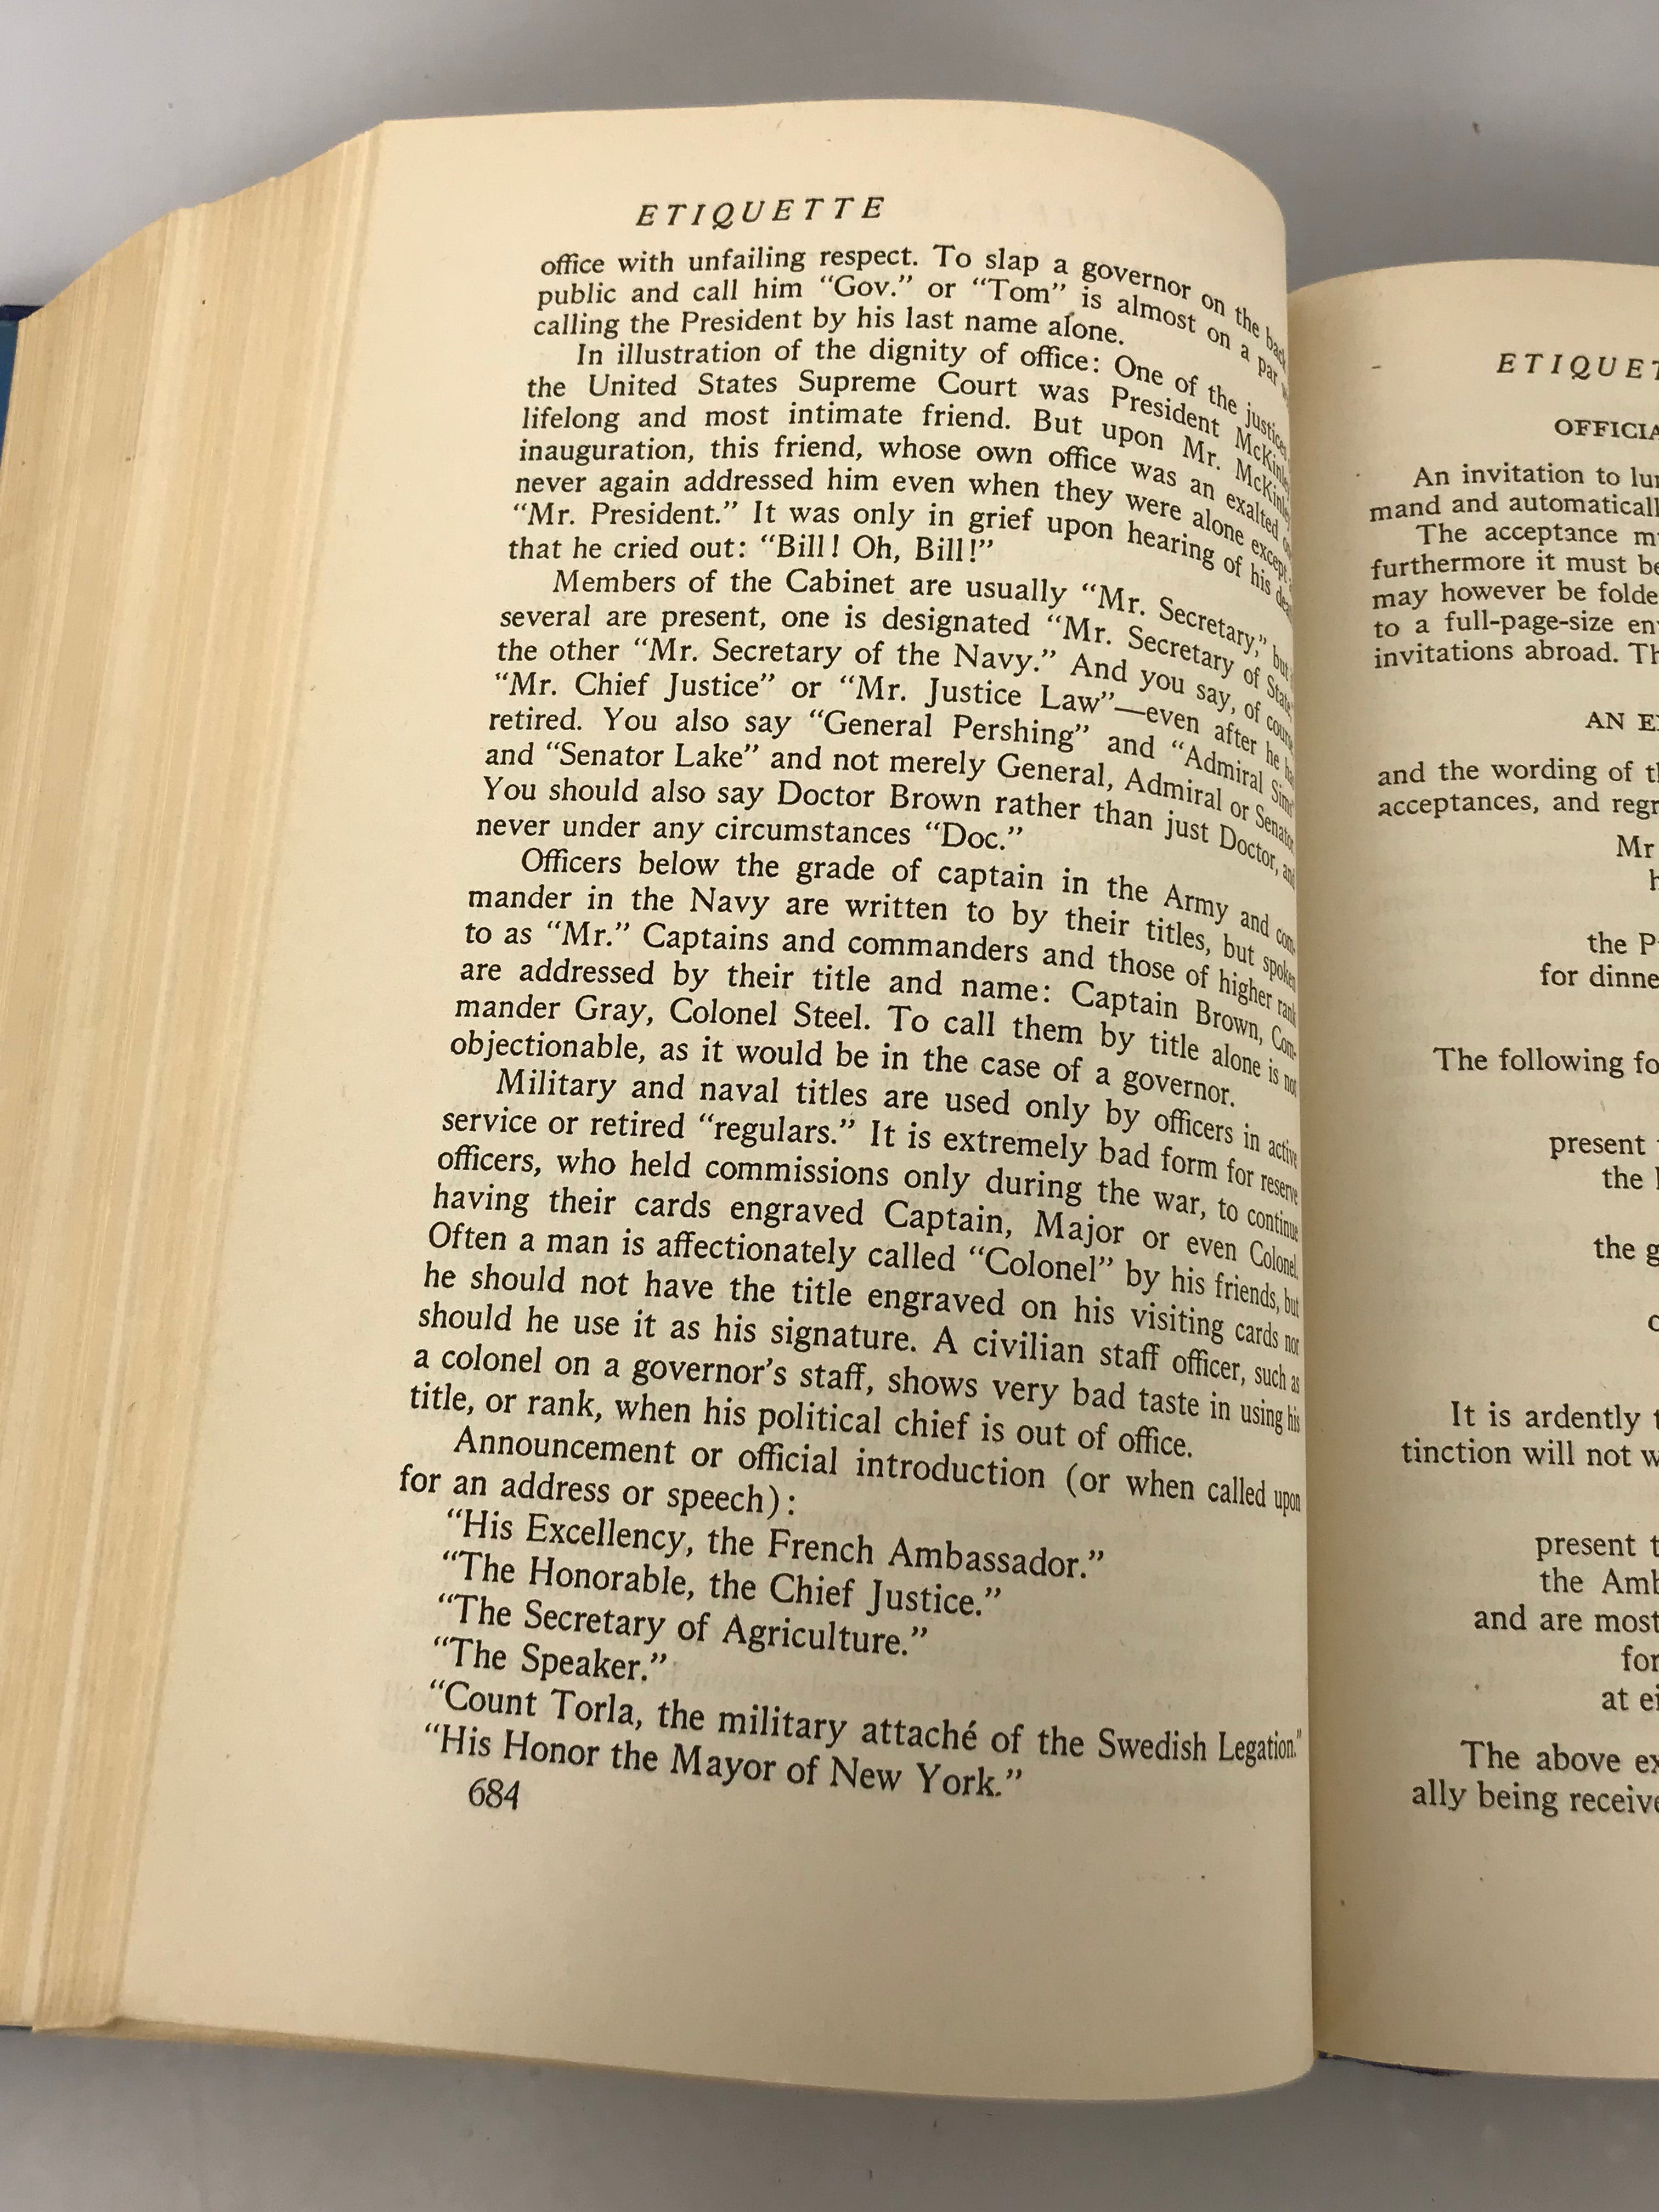 ETIQUETTE
office with unfailing respect. To slap a governor on the back
public and call him “Gov.” or “Tom” is almost on a par
calling the President by his last name alone.
In illustration of the dignity of office: One of the justices
the United States Supreme Court was President McKinley
lifelong and most intimate friend. But upon Mr. McKinley
inauguration, this friend, whose own office was an exalted
never again addressed him even when they were alone except
“Mr. President.” It was only in grief upon hearing of his
that he cried out: “Bill! Oh, Bill!”
Members of the Cabinet are usually “Mr. Secretary,” but
several are present, one is designated “Mr. Secretary of State,
the other “Mr. Secretary of the Navy.” And you say, of course
“Mr. Chief Justice” or “Mr. Justice Law”—even after he
retired. You also say “General Pershing” and “Admiral
and “Senator Lake” and not merely General, Admiral or Senator.
You should also say Doctor Brown rather than just Doctor, and
never under any circumstances “Doc.”
Officers below the grade of captain in the Army and com-
mander in the Navy are written to by their titles, but spoken
to as “Mr.” Captains and commanders and those of higher rank
are addressed by their title and name: Captain Brown, Com-
mander Gray, Colonel Steel. To call them by title alone is not
objectionable, as it would be in the case of a governor.
Military and naval titles are used only by officers in active
service or retired “regulars.” It is extremely bad form for reserve
officers, who held commissions only during the war, to continue
having their cards engraved Captain, Major or even Colonel.
Often a man is affectionately called “Colonel” by his friends, but
he should not have the title engraved on his visiting cards nor
should he use it as his signature. A civilian staff officer, such as
a colonel on a governor’s staff, shows very bad taste in using his
title, or rank, when his political chief is out of office.
Announcement or official introduction (or when called upon
for an address or speech):
“His Excellency, the French Ambassador.”
“The Honorable, the Chief Justice.”
“The Secretary of Agriculture.”
“The Speaker.”
“Count Torla, the military attaché of the Swedish Legation.”
“His Honor the Mayor of New York.”
684
ETIQUET
OFFICIA
An invitation to lu
mand and automaticall
The acceptance m
furthermore it must be
may however be folde
to a full-page-size en
invitations abroad. Th
AN E
and the wording of t
acceptances, and regr
Mr
h
the P
for dinne
The following fo
present
the
the g
It is ardently t
tinction will not w
present t
the Amb
and are most
for
at ei
The above ex
ally being receive